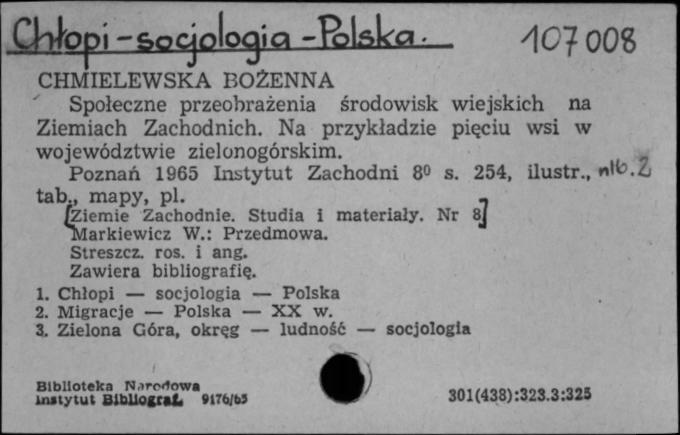 Chłopi - socjologia - Polska.
107008
CHMIELEWSKA BOŻENNA
Społeczne przeobrażenia środowisk wiejskich na
Ziemiach Zachodnich. Na przykładzie pięciu wsi w
województwie zielonogórskim.
Poznań 1965 Instytut Zachodni 8⁰ s. 254, ilustr., nlb. 2
tab., mapy, pl.
[Ziemie Zachodnie. Studia i materiały. Nr 8]
Markiewicz W.: Przedmowa.
Streszcz. ros. i ang.
Zawiera bibliografię.
1. Chłopi — socjologia — Polska
2. Migracje — Polska — XX w.
3. Zielona Góra, okręg — ludność — socjologia
Biblioteka Narodowa
Instytut Bibliograf. 9176/65
301(438):323.3:325